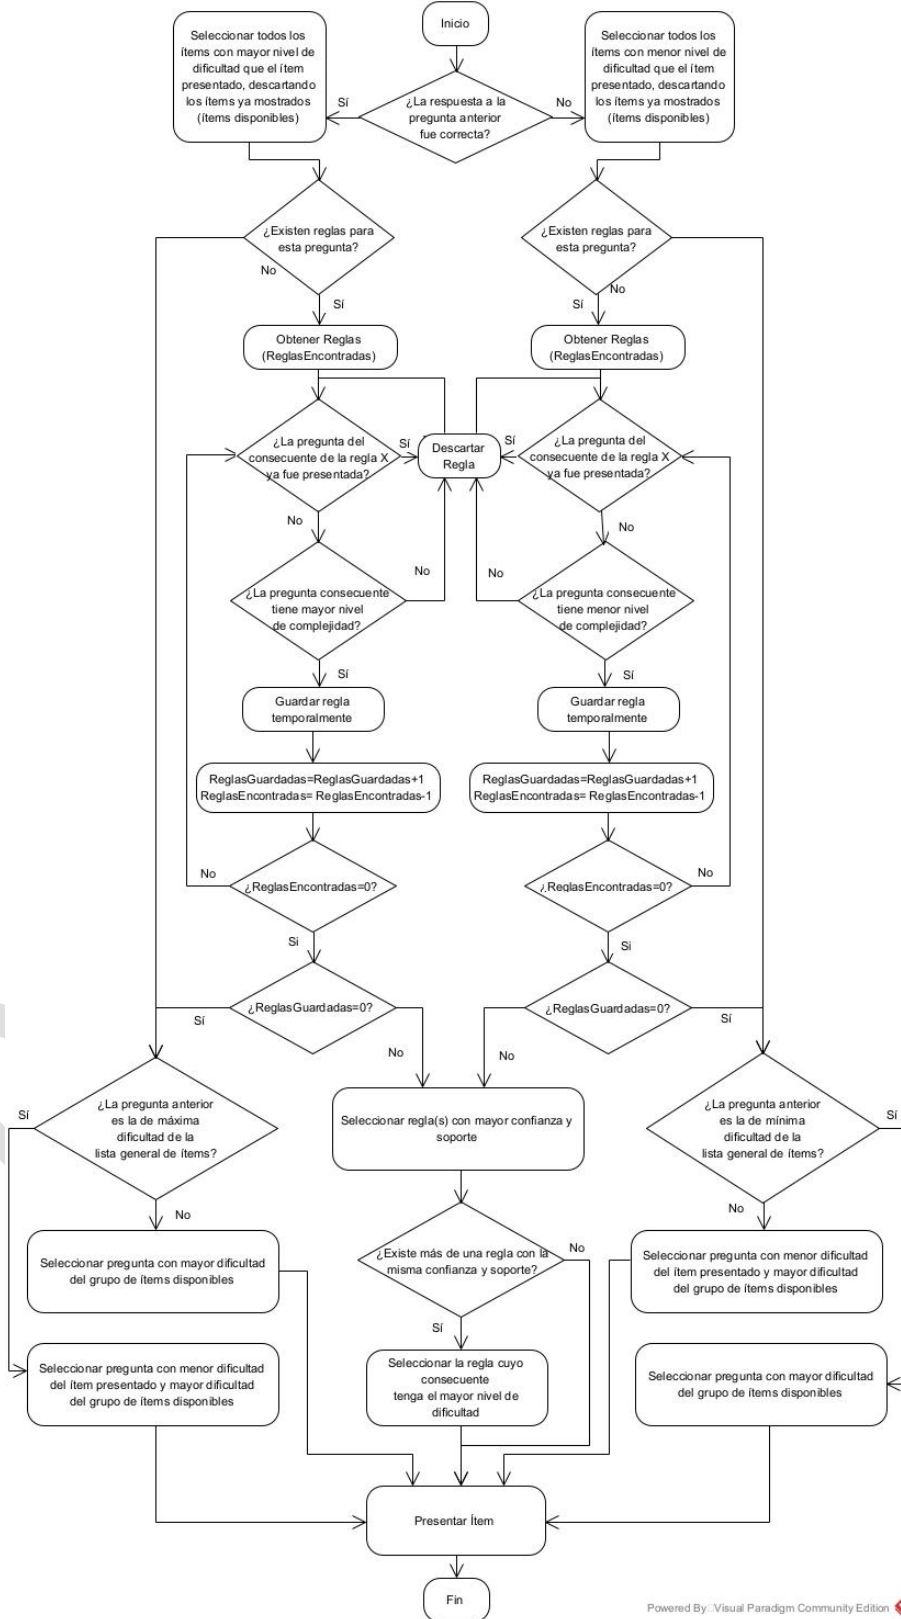 Inicio
Seleccionar todos los
ítems con mayor nivel de
dificultad que el ítem
presentado, descartando
los ítems ya mostrados
(ítems disponibles)
Sí
¿La respuesta a la
pregunta anterior
fue correcta?
No
Seleccionar todos los
ítems con menor nivel de
dificultad que el ítem
presentado, descartando
los ítems ya mostrados
(ítems disponibles)
¿Existen reglas para
esta pregunta?
No
Sí
¿Existen reglas para
esta pregunta?
No
Sí
Obtener Reglas
(ReglasEncontradas)
Obtener Reglas
(ReglasEncontradas)
¿La pregunta del
consecuente de la regla X
ya fue presentada?
Sí
Descartar
Regla
Sí
¿La pregunta del
consecuente de la regla X
ya fue presentada?
No
No
¿La pregunta consecuente
tiene mayor nivel
de complejidad?
No
No
¿La pregunta consecuente
tiene menor nivel
de complejidad?
Sí
Sí
Guardar regla
temporalmente
Guardar regla
temporalmente
ReglasGuardadas=ReglasGuardadas+1
ReglasEncontradas= ReglasEncontradas-1
ReglasGuardadas=ReglasGuardadas+1
ReglasEncontradas= ReglasEncontradas-1
No
¿ReglasEncontradas=0?
¿ReglasEncontradas=0?
No
Si
Si
¿ReglasGuardadas=0?
¿ReglasGuardadas=0?
Sí
No
No
Sí
Sí
¿La pregunta anterior
es la de máxima
dificultad de la
lista general de ítems?
Seleccionar regla(s) con mayor confianza y
soporte
¿La pregunta anterior
es la de mínima
dificultad de la
lista general de ítems?
Sí
No
No
Seleccionar pregunta con mayor dificultad
del grupo de ítems disponibles
¿Existe más de una regla con la
misma confianza y soporte?
No
Seleccionar pregunta con menor dificultad
del ítem presentado y mayor dificultad
del grupo de ítems disponibles
Sí
Seleccionar pregunta con menor dificultad
del ítem presentado y mayor dificultad
del grupo de ítems disponibles
Seleccionar la regla cuyo
consecuente
tenga el mayor nivel de
dificultad
Seleccionar pregunta con mayor dificultad
del grupo de ítems disponibles
Presentar Ítem
Fin
Powered By Visual Paradigm Community Edition